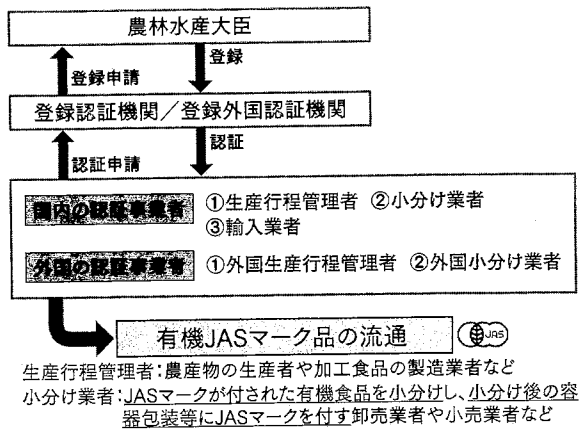 農林水産大臣
登録申請
登録
登録認証機関／登録外国認証機関
認証申請
認証
国内の認証事業者
①生産行程管理者 ②小分け業者
③輸入業者
外国の認証事業者
①外国生産行程管理者 ②外国小分け業者
有機JASマーク品の流通
JAS
生産行程管理者：農産物の生産者や加工食品の製造業者など
小分け業者：JASマークが付された有機食品を小分けし、小分け後の容
器包装等にJASマークを付す卸売業者や小売業者など